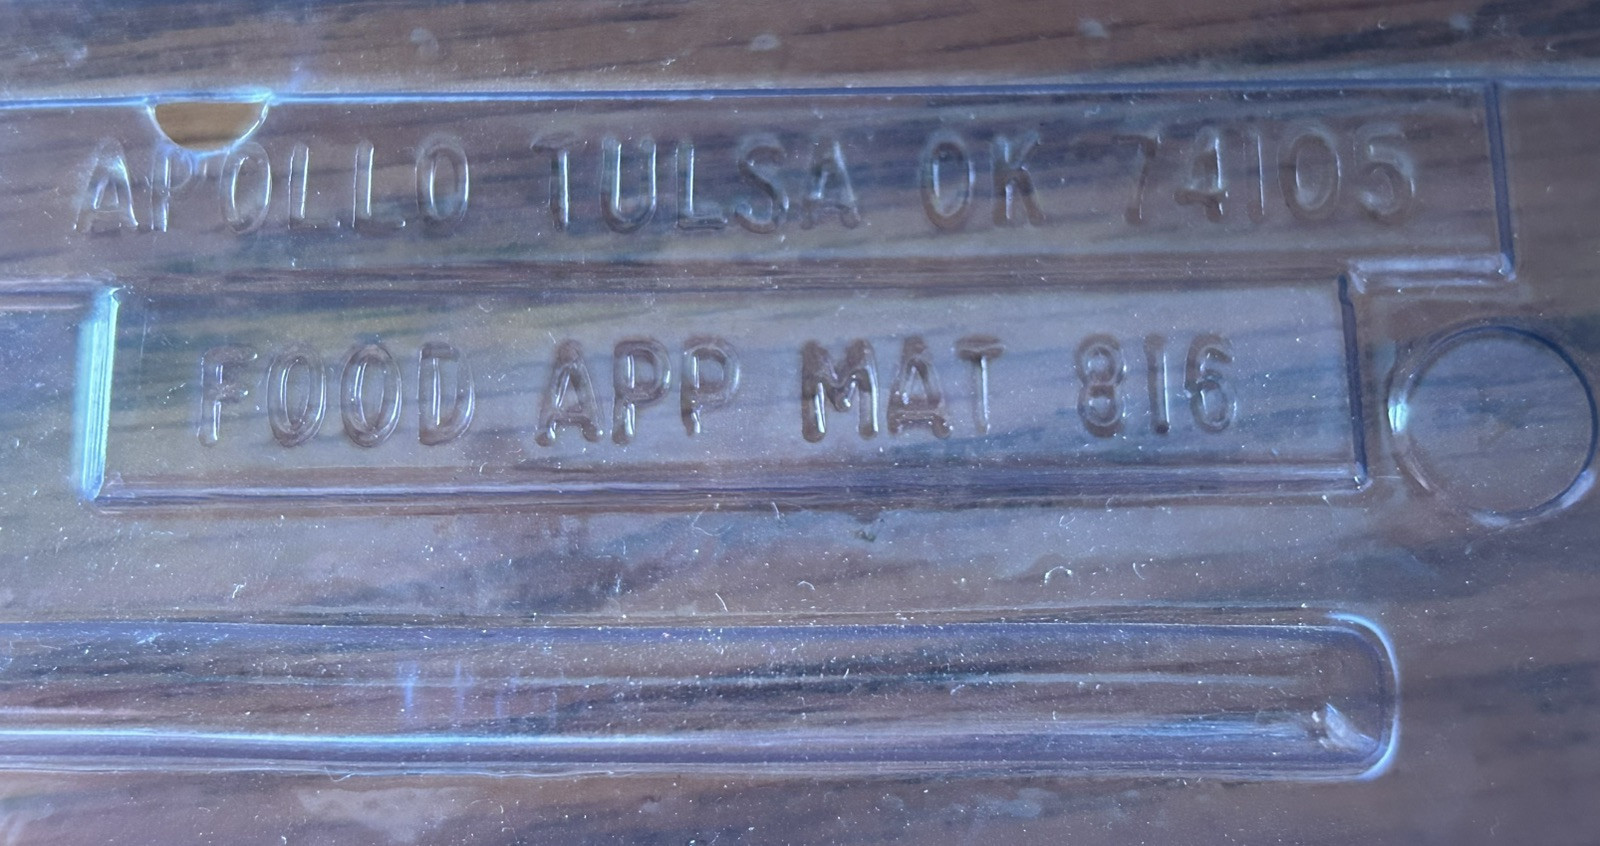 APOLLO TULSA OK 74105
FOOD APP MAT 816